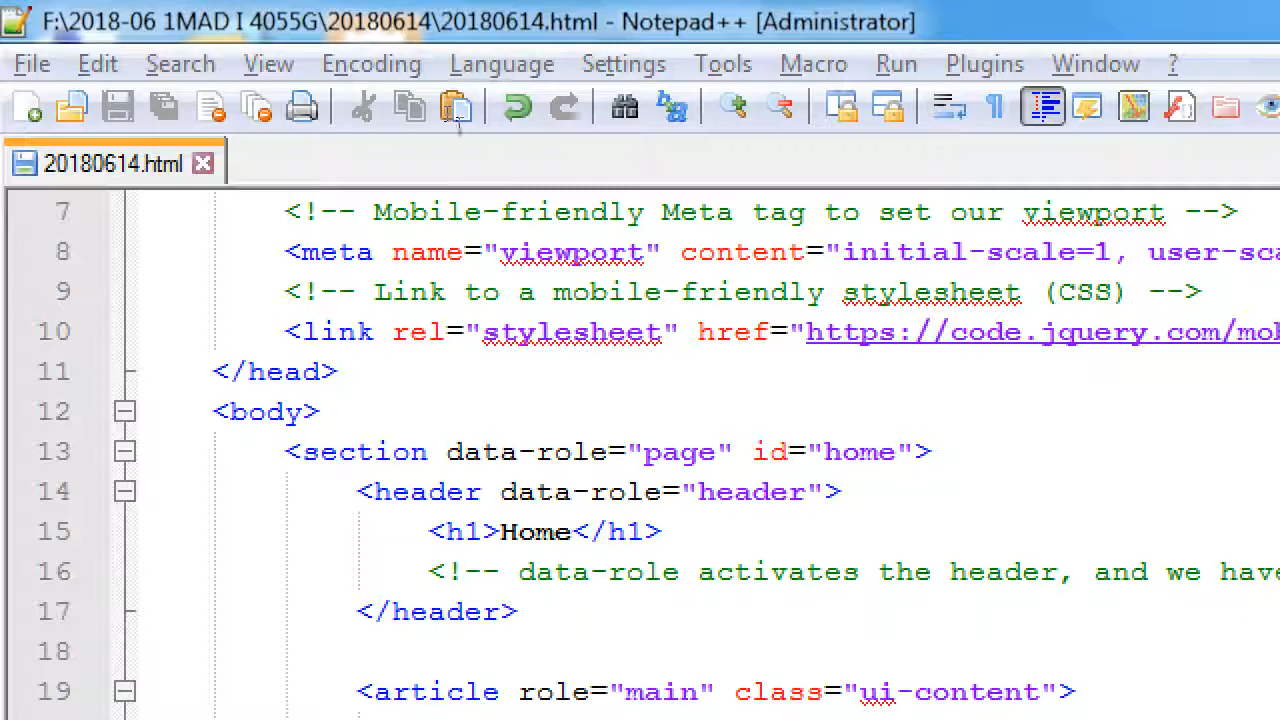 F:\2018-06 1MAD I 4055G\20180614\20180614.html - Notepad++ [Administrator]
File Edit Search View Encoding Language Settings Tools Macro Run Plugins Window ?
20180614.html
7 <!-- Mobile-friendly Meta tag to set our viewport -->
8 <meta name="viewport" content="initial-scale=1, user-sca
9 <!-- Link to a mobile-friendly stylesheet (CSS) -->
10 <link rel="stylesheet" href="https://code.jquery.com/mob
11 </head>
12 <body>
13 <section data-role="page" id="home">
14 <header data-role="header">
15 <h1>Home</h1>
16 <!-- data-role activates the header, and we have
17 </header>
18
19 <article role="main" class="ui-content">